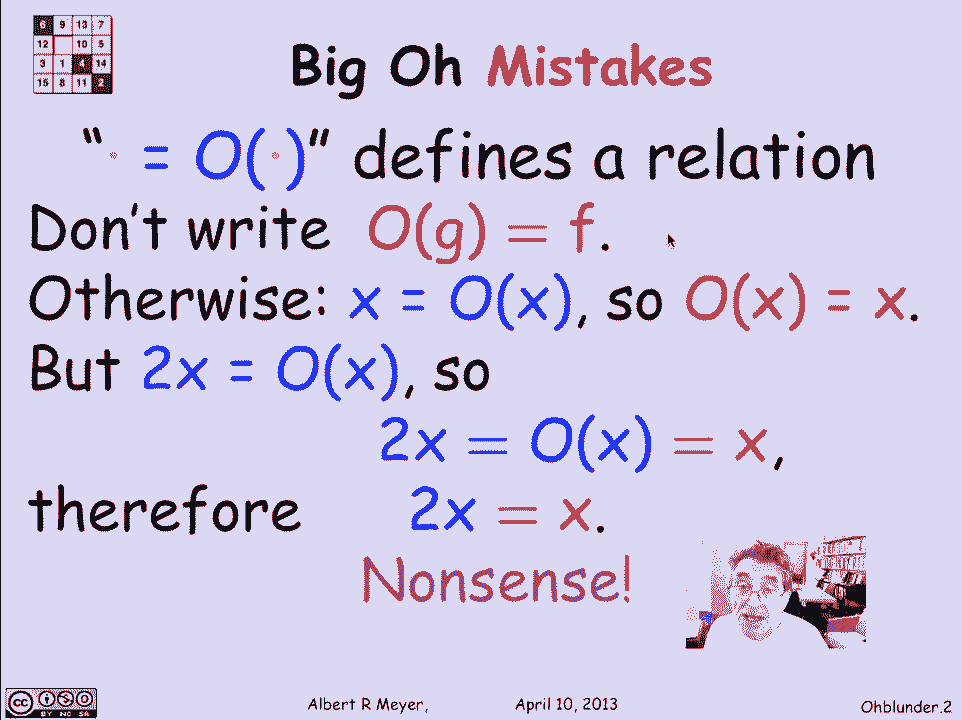 6 9 13 7
12 10 5
3 1 4 14
15 8 11 2
Big Oh Mistakes
“· = O(·)” defines a relation
Don’t write O(g) = f.
Otherwise: x = O(x), so O(x) = x.
But 2x = O(x), so
2x = O(x) = x,
therefore 2x = x.
Nonsense!
cc BY NC SA
Albert R Meyer, April 10, 2013 Ohblunder.2